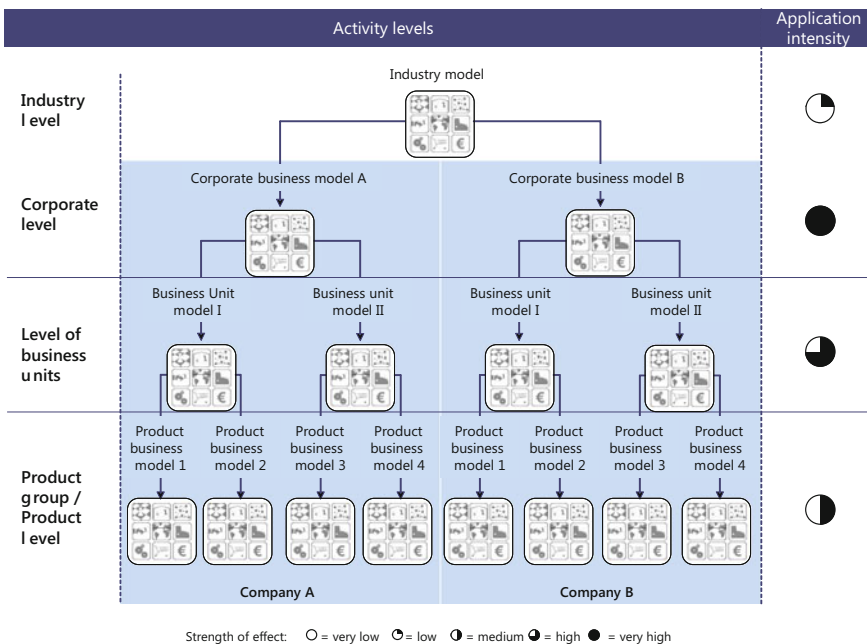 Activity levels
Application
intensity
Industry model
Industry
level
Corporate business model A
Corporate business model B
Corporate
level
Business Unit
model I
Business unit
model II
Business unit
model I
Business unit
model II
Level of
business
units
Product
business
model 1
Product
business
model 2
Product
business
model 3
Product
business
model 4
Product
business
model 1
Product
business
model 2
Product
business
model 3
Product
business
model 4
Product
group /
Product
level
Company A
Company B
Strength of effect: = very low = low = medium = high = very high